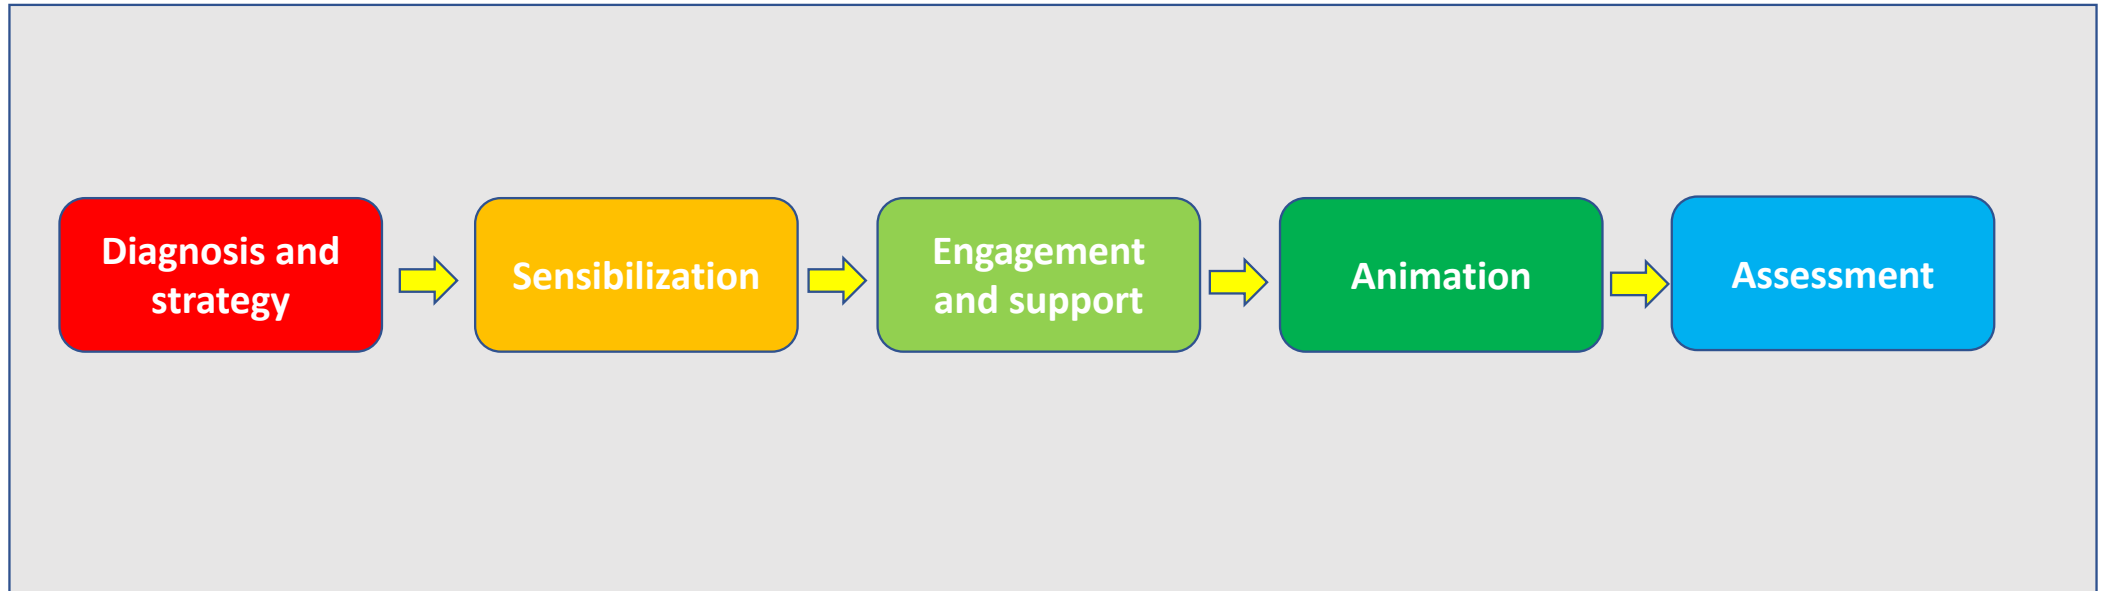 Diagnosis and
strategy
Sensibilization
Engagement
and support
Animation
Assessment